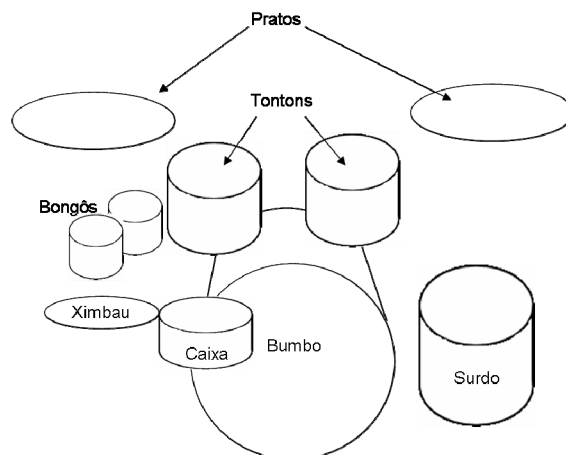 Pratos
Tontons
Bongôs
Ximbau
Caixa
Bumbo
Surdo